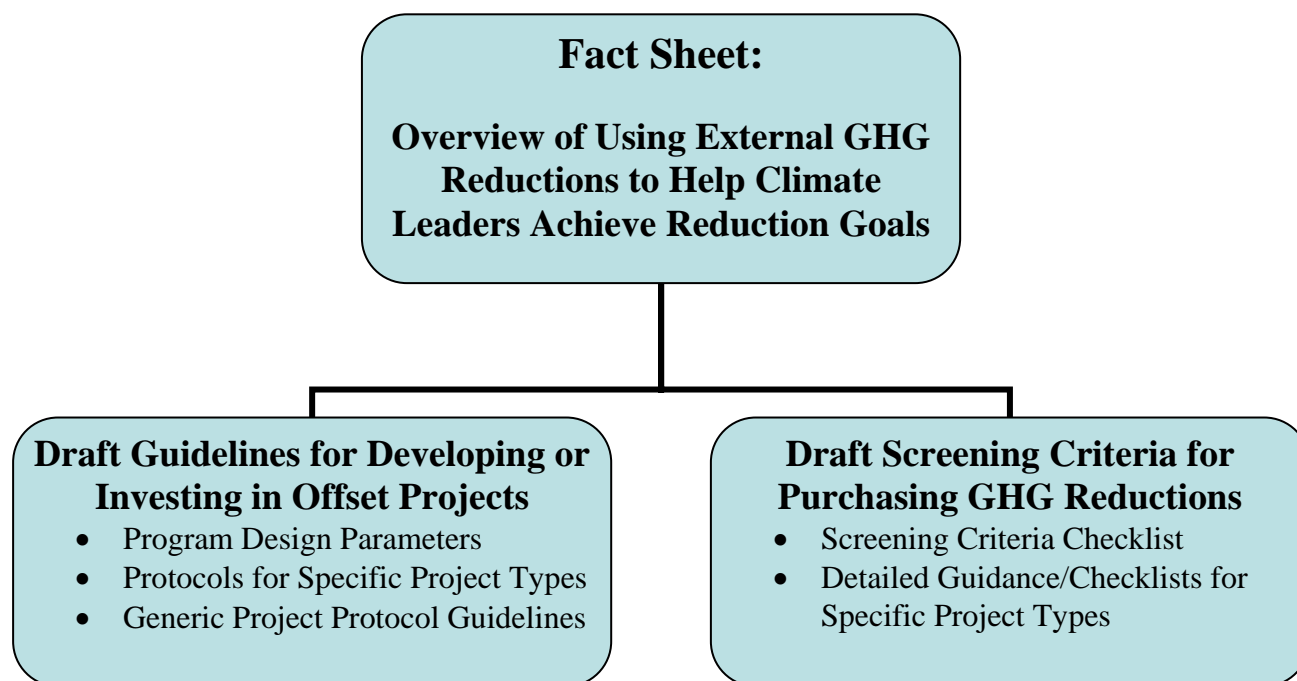 Fact Sheet:
Overview of Using External GHG
Reductions to Help Climate
Leaders Achieve Reduction Goals
Draft Guidelines for Developing or
Investing in Offset Projects
• Program Design Parameters
• Protocols for Specific Project Types
• Generic Project Protocol Guidelines
Draft Screening Criteria for
Purchasing GHG Reductions
• Screening Criteria Checklist
• Detailed Guidance/Checklists for
Specific Project Types